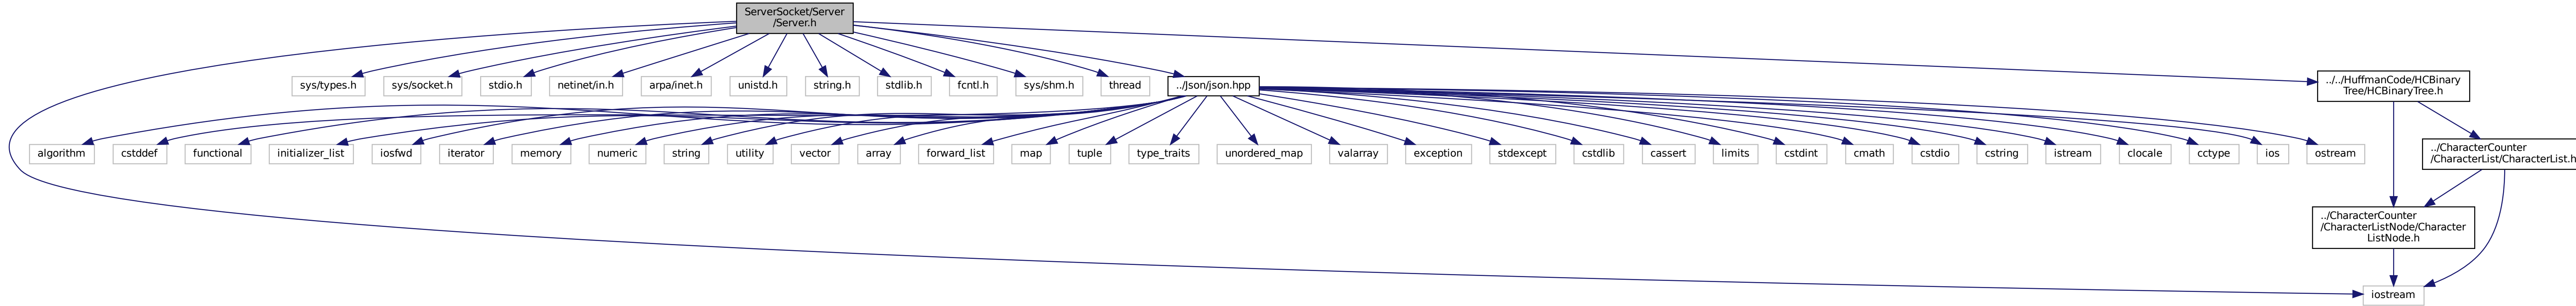 ServerSocket/Server
/Server.h
sys/types.h
sys/socket.h
stdio.h
netinet/in.h
arpa/inet.h
unistd.h
string.h
stdlib.h
fcntl.h
sys/shm.h
thread
../Json/json.hpp
../../HuffmanCode/HCBinary
Tree/HCBinaryTree.h
algorithm
cstddef
functional
initializer_list
iosfwd
iterator
memory
numeric
string
utility
vector
array
forward_list
map
tuple
type_traits
unordered_map
valarray
exception
stdexcept
cstdlib
cassert
limits
cstdint
cmath
cstdio
cstring
istream
clocale
cctype
ios
ostream
../CharacterCounter
/CharacterList/CharacterList.h
../CharacterCounter
/CharacterListNode/Character
ListNode.h
iostream